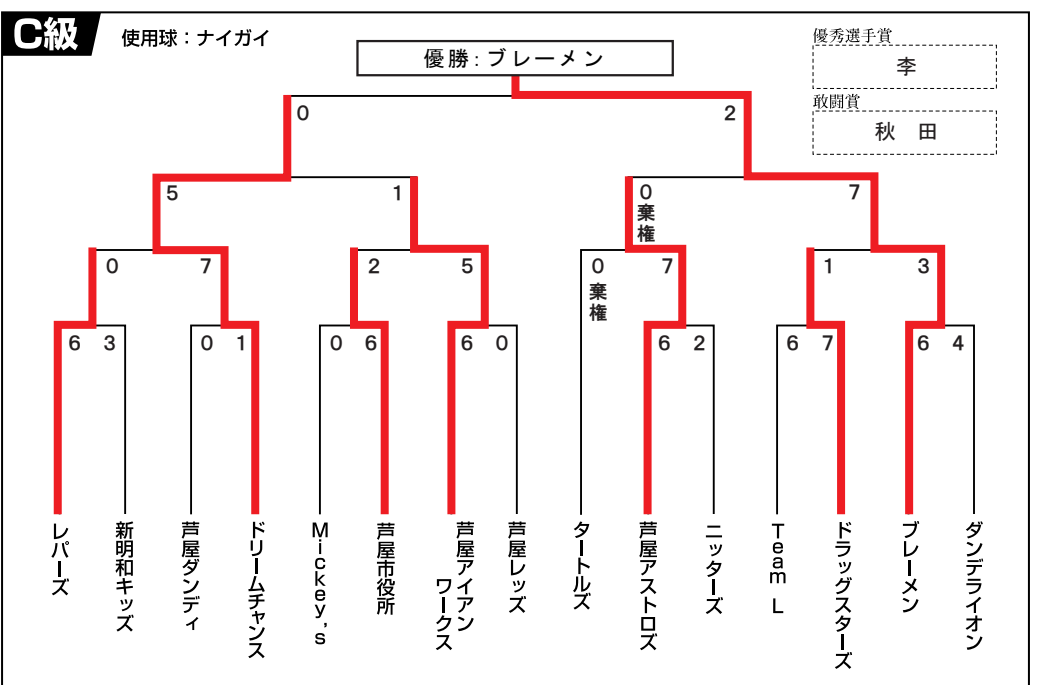 C級
使用球：ナイガイ
優勝：ブレーメン
優秀選手賞
李
敢闘賞
秋　田
0 2
5 1 0 7
棄権
0 7 2 5 0 7 1 3
棄権
6 3 0 1 0 6 6 0 6 2 6 7 6 4
レパーズ
新明和キッズ
芦屋ダンディ
ドリームチャンス
Mickey's
芦屋市役所
芦屋アイアン
ワークス
芦屋レッズ
タートルズ
芦屋アストロズ
ニッターズ
Team L
ドラッグスターズ
ブレーメン
ダンデライオン